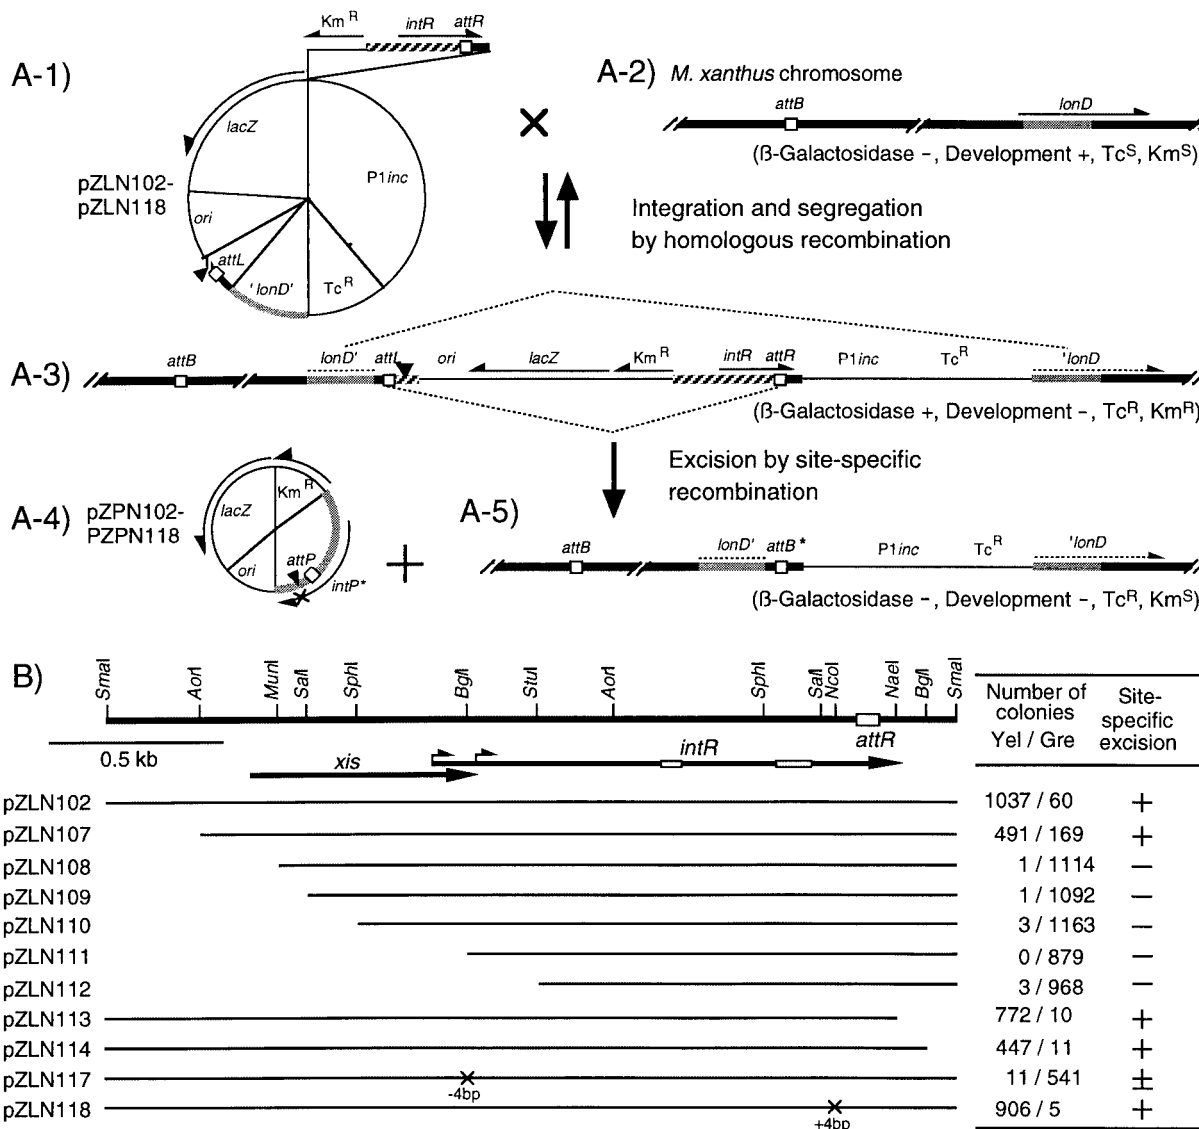 Km R intR attR
A-1)
A-2) M. xanthus chromosome
attB lonD
lacZ
(ß-Galactosidase –, Development +, TcS, KmS)
pZLN102-
pZLN118
P1inc
ori
Integration and segregation
by homologous recombination
attL
'lonD'
TcR
A-3)
attB lonD' attL ori lacZ KmR intR attR P1inc TcR 'lonD
(ß-Galactosidase +, Development –, TcR, KmR)
Excision by site-specific
recombination
A-4)
pZPN102-
PZPN118
lacZ
KmR
attP
ori
intP*
A-5)
attB lonD' attB* P1inc TcR 'lonD
(ß-Galactosidase –, Development –, TcR, KmS)
B)
SmaI AorI MunI SalI SphI BglI StuI AorI SphI SalI NcoI NaeI BglI SmaI
Number of colonies Yel / Gre
Site-specific excision
0.5 kb
xis
intR
attR
pZLN102 1037 / 60 +
pZLN107 491 / 169 +
pZLN108 1 / 1114 –
pZLN109 1 / 1092 –
pZLN110 3 / 1163 –
pZLN111 0 / 879 –
pZLN112 3 / 968 –
pZLN113 772 / 10 +
pZLN114 447 / 11 +
pZLN117 -4bp 11 / 541 ±
pZLN118 +4bp 906 / 5 +